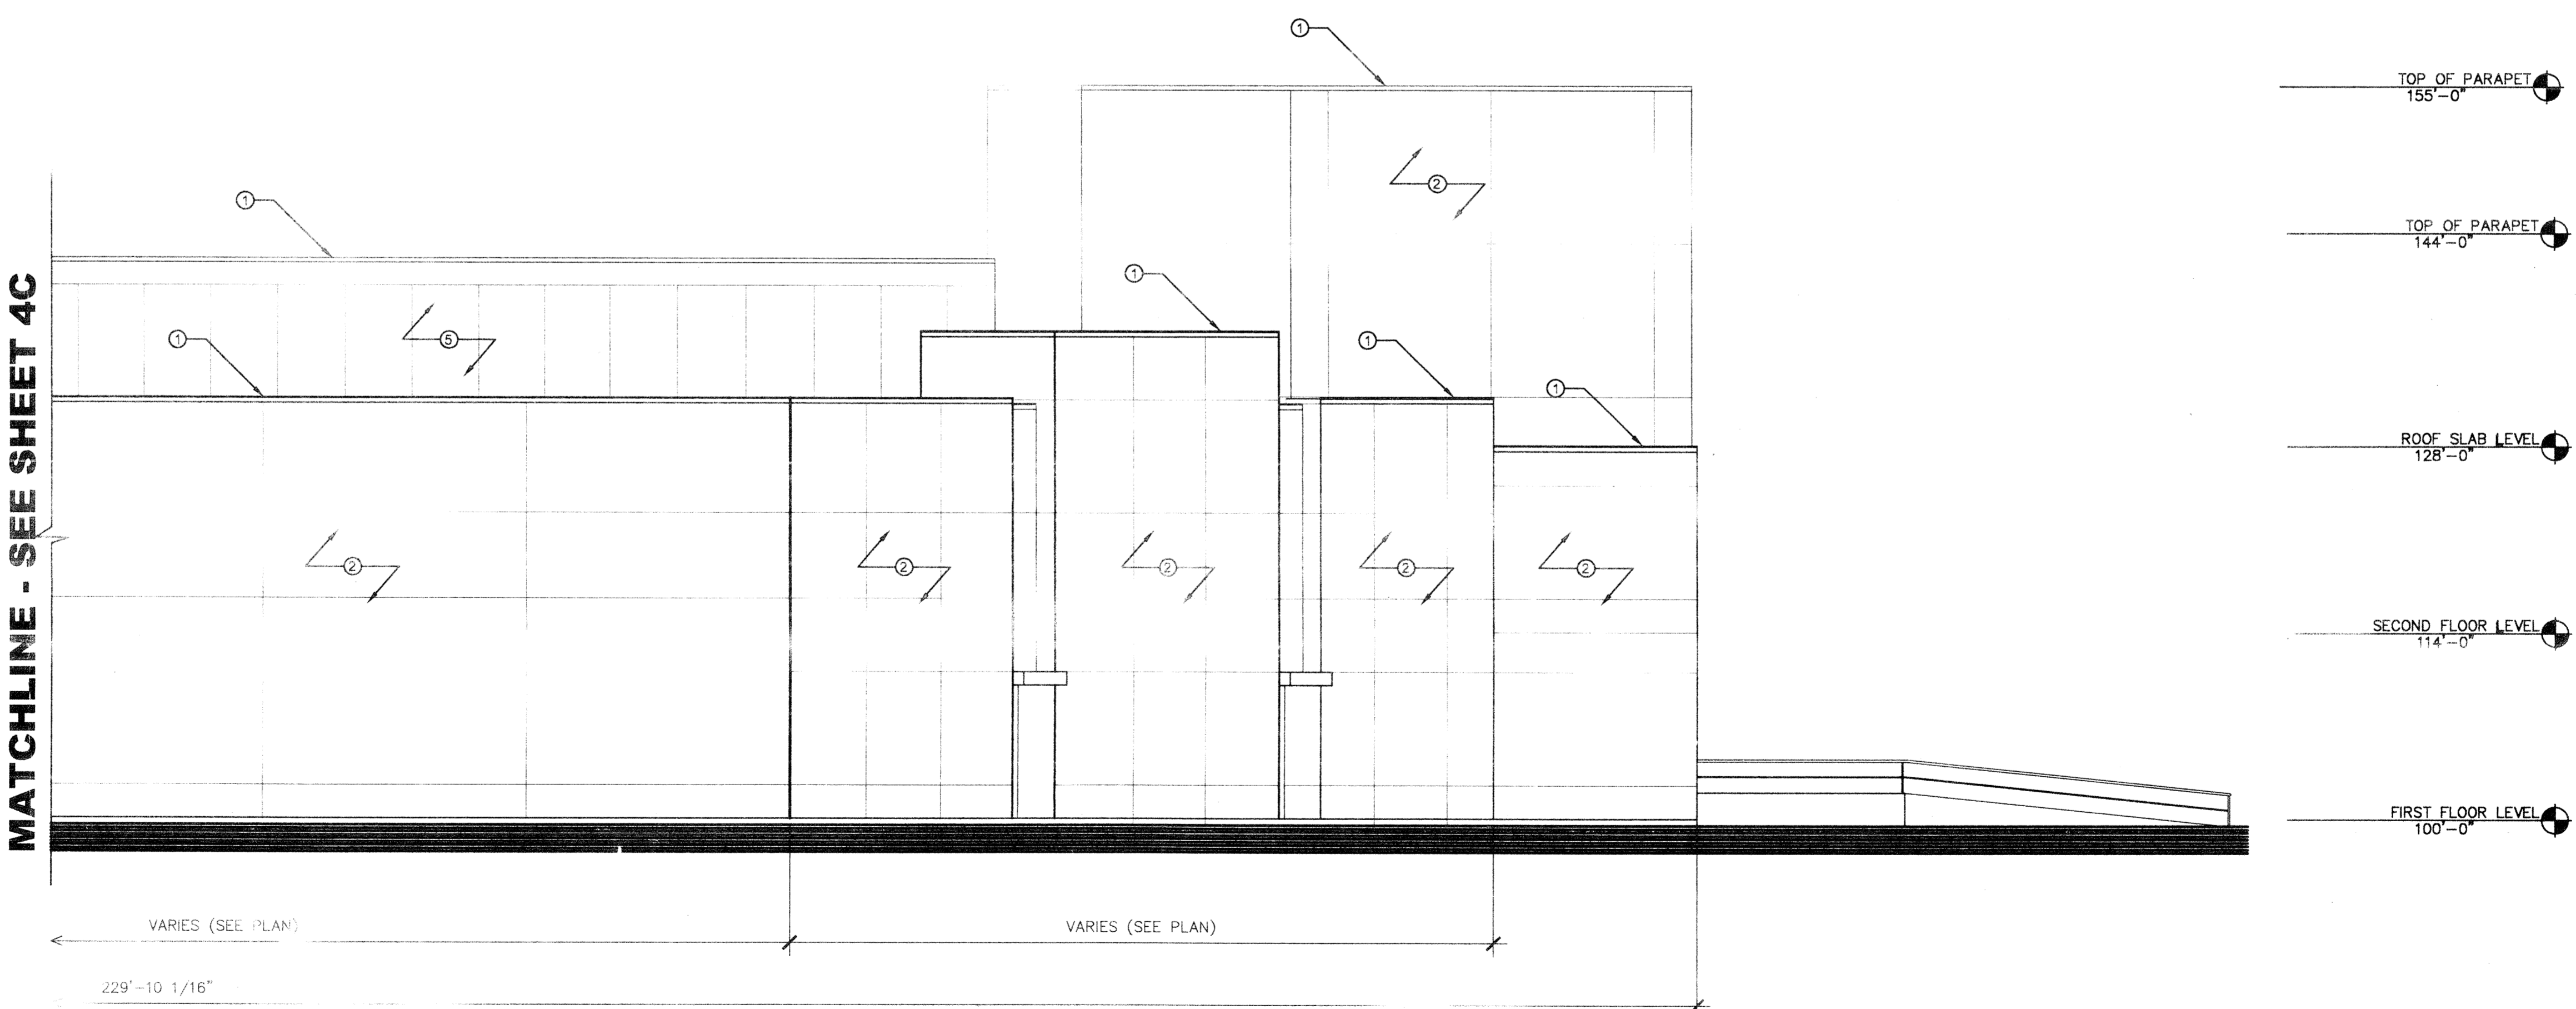 1
TOP OF PARAPET
155'-0"
2
1
TOP OF PARAPET
144'-0"
1
1
5
1
1
ROOF SLAB LEVEL
128'-0"
MATCHLINE - SEE SHEET 4C
2
2
2
2
2
SECOND FLOOR LEVEL
114'-0"
FIRST FLOOR LEVEL
100'-0"
VARIES (SEE PLAN)
VARIES (SEE PLAN)
229'-10 1/16"